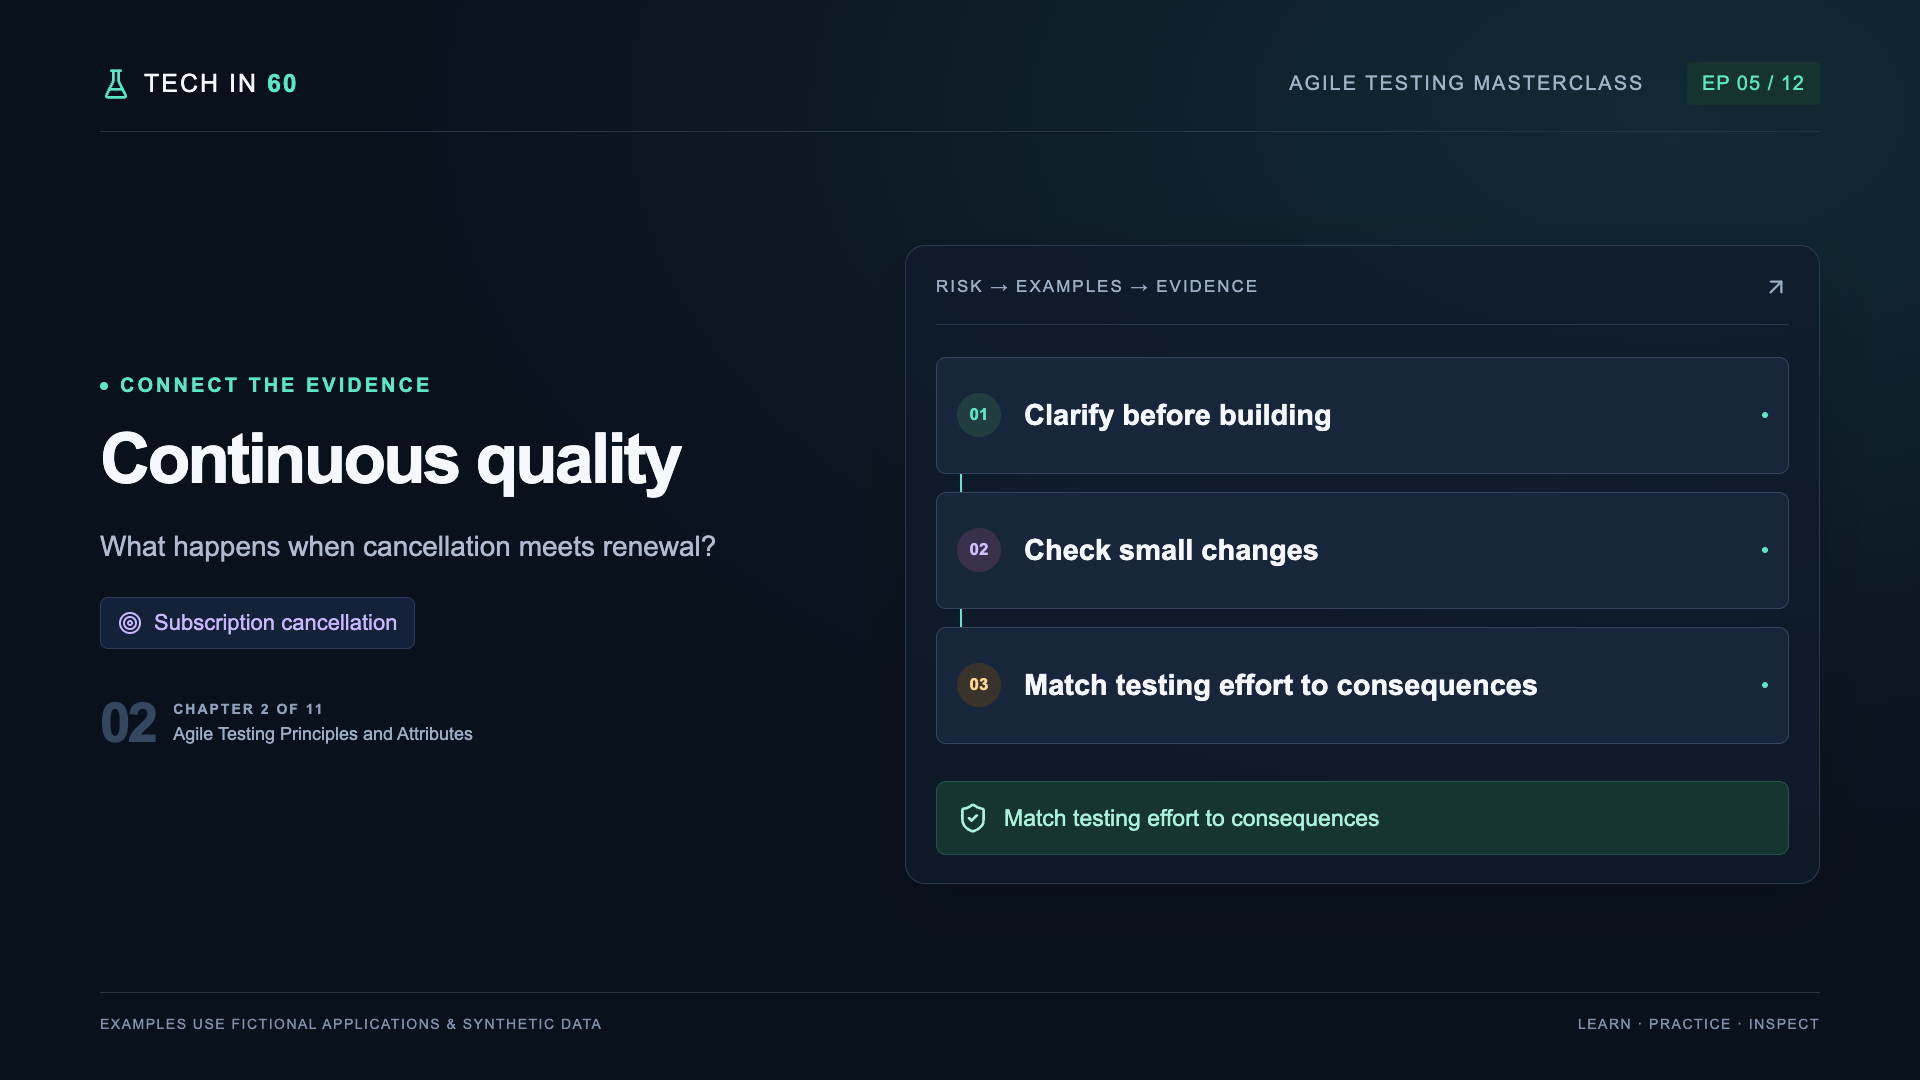 TECH IN 60
AGILE TESTING MASTERCLASS
EP 05 / 12
CONNECT THE EVIDENCE
Continuous quality
What happens when cancellation meets renewal?
Subscription cancellation
02
CHAPTER 2 OF 11
Agile Testing Principles and Attributes
RISK → EXAMPLES → EVIDENCE
01 Clarify before building
02 Check small changes
03 Match testing effort to consequences
Match testing effort to consequences
EXAMPLES USE FICTIONAL APPLICATIONS & SYNTHETIC DATA
LEARN · PRACTICE · INSPECT